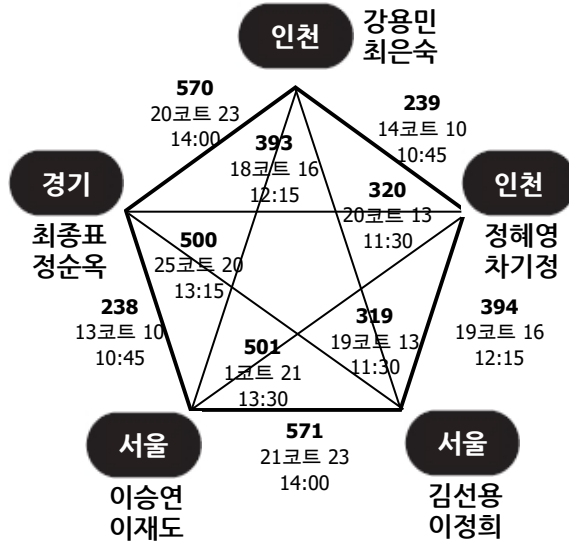 인천
강용민
최은숙
570
20코트 23
14:00
239
14코트 10
10:45
393
18코트 16
12:15
경기
최종표
정순옥
320
20코트 13
11:30
인천
정혜영
차기정
500
25코트 20
13:15
238
13코트 10
10:45
319
19코트 13
11:30
394
19코트 16
12:15
501
1코트 21
13:30
서울
이승연
이재도
571
21코트 23
14:00
서울
김선용
이정희